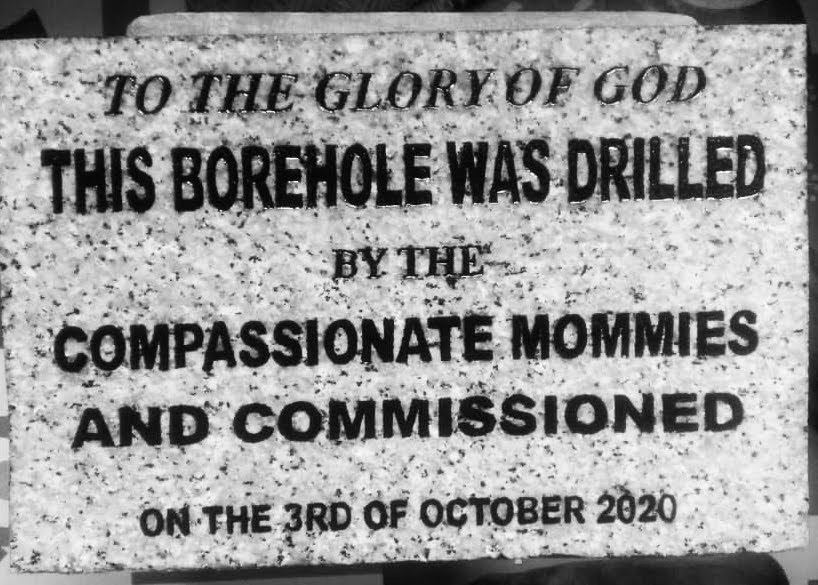 TO THE GLORY OF GOD
THIS BOREHOLE WAS DRILLED
BY THE
COMPASSIONATE MOMMIES
AND COMMISSIONED
ON THE 3RD OF OCTOBER 2020